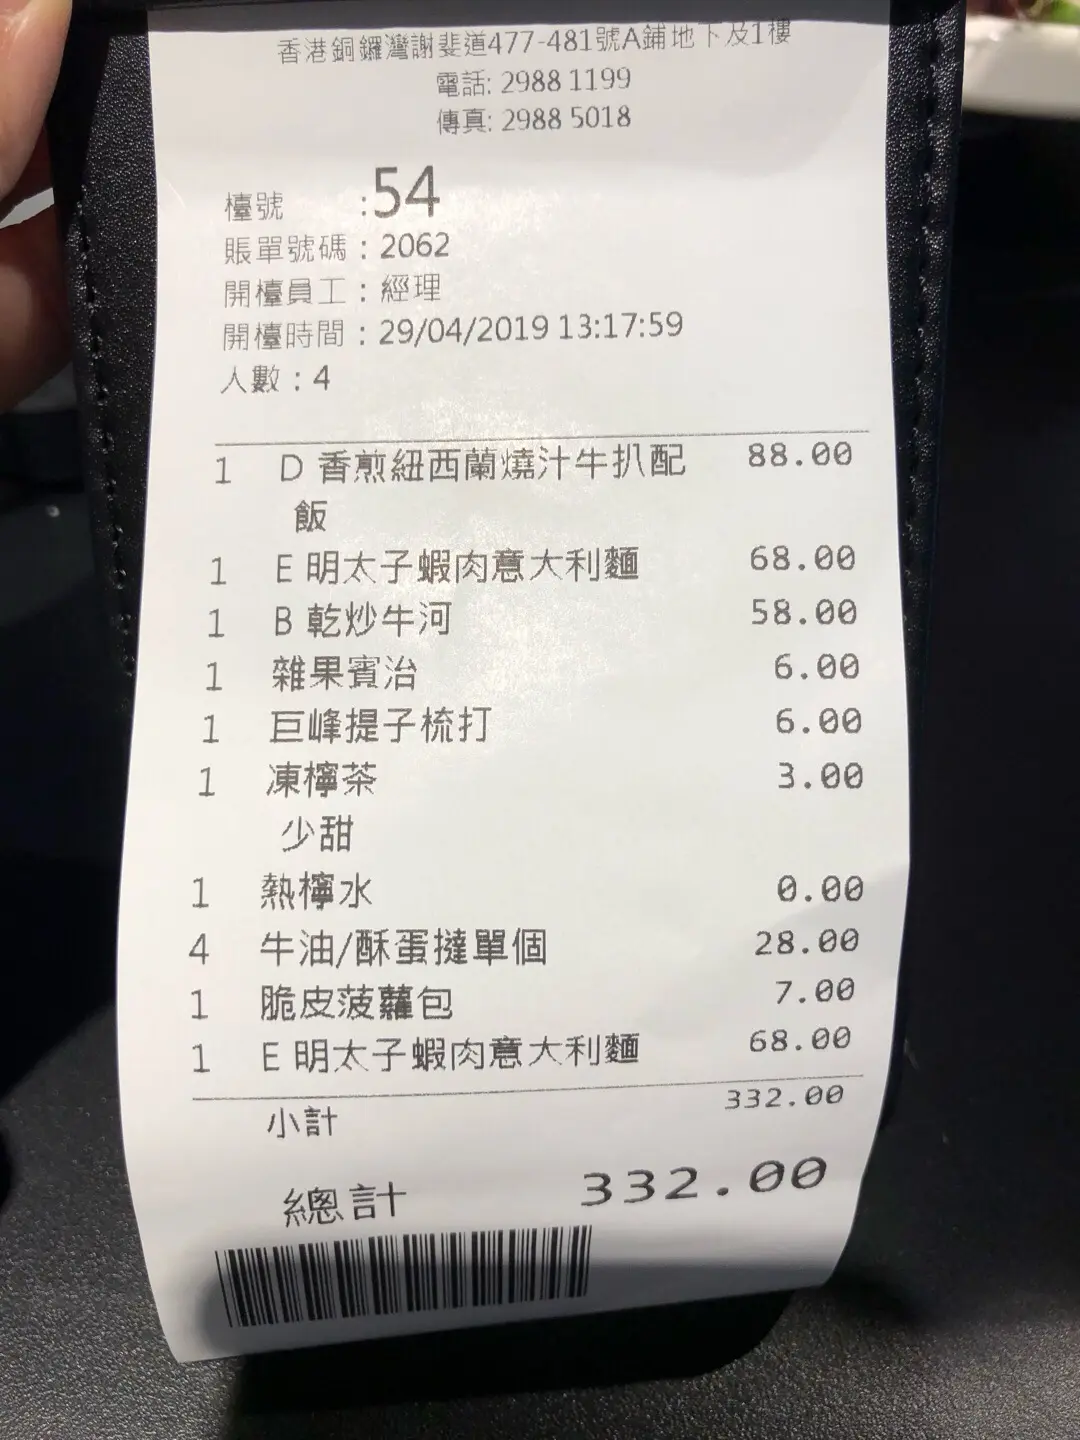 香港銅鑼灣謝斐道477-481號A鋪地下及1樓
電話: 2988 1199
傳真: 2988 5018
檯號 :54
賬單號碼 : 2062
開檯員工 : 經理
開檯時間 : 29/04/2019 13:17:59
人數 : 4
1 D 香煎紐西蘭燒汁牛扒配 88.00
飯
1 E 明太子蝦肉意大利麵 68.00
1 B 乾炒牛河 58.00
1 雜果賓治 6.00
1 巨峰提子梳打 6.00
1 凍檸茶 3.00
少甜
1 熱檸水 0.00
4 牛油/酥蛋撻單個 28.00
1 脆皮菠蘿包 7.00
1 E 明太子蝦肉意大利麵 68.00
小計 332.00
總計 332.00